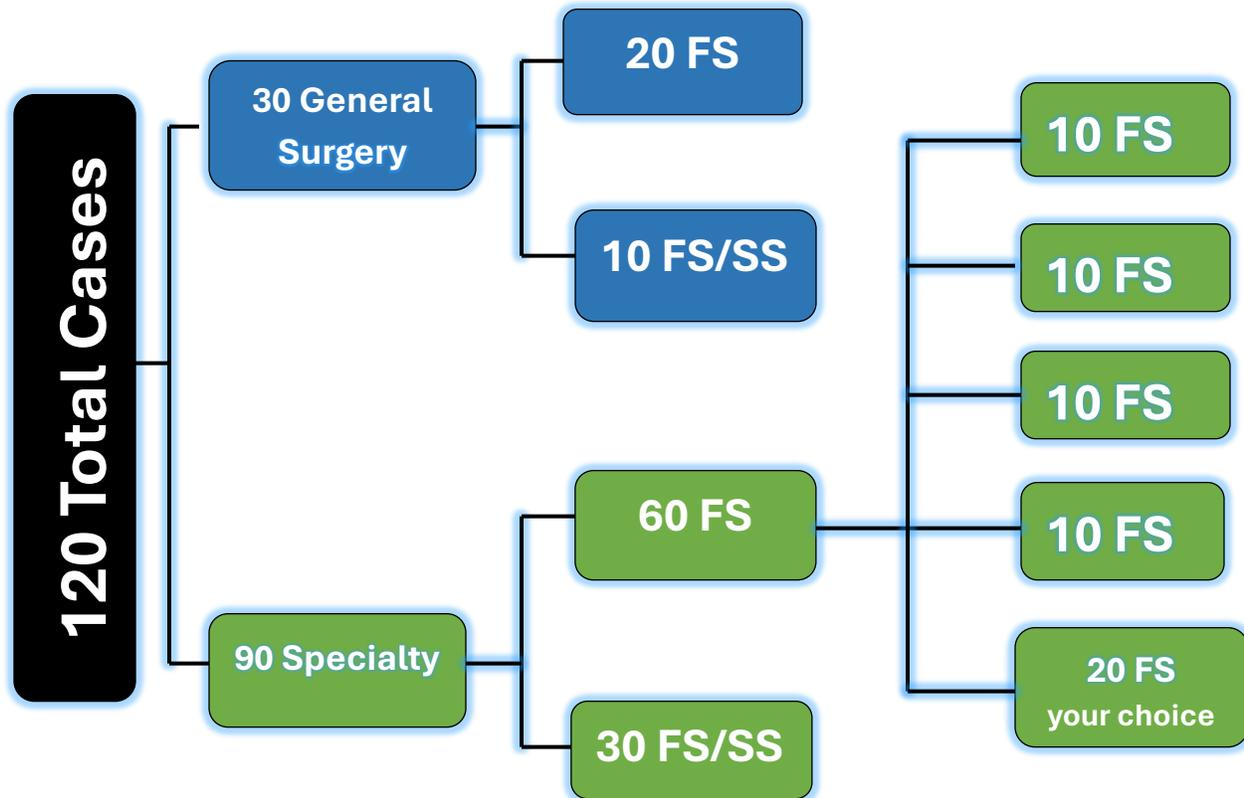 120 Total Cases
30 General
Surgery
20 FS
10 FS/SS
90 Specialty
60 FS
30 FS/SS
10 FS
10 FS
10 FS
10 FS
20 FS
your choice